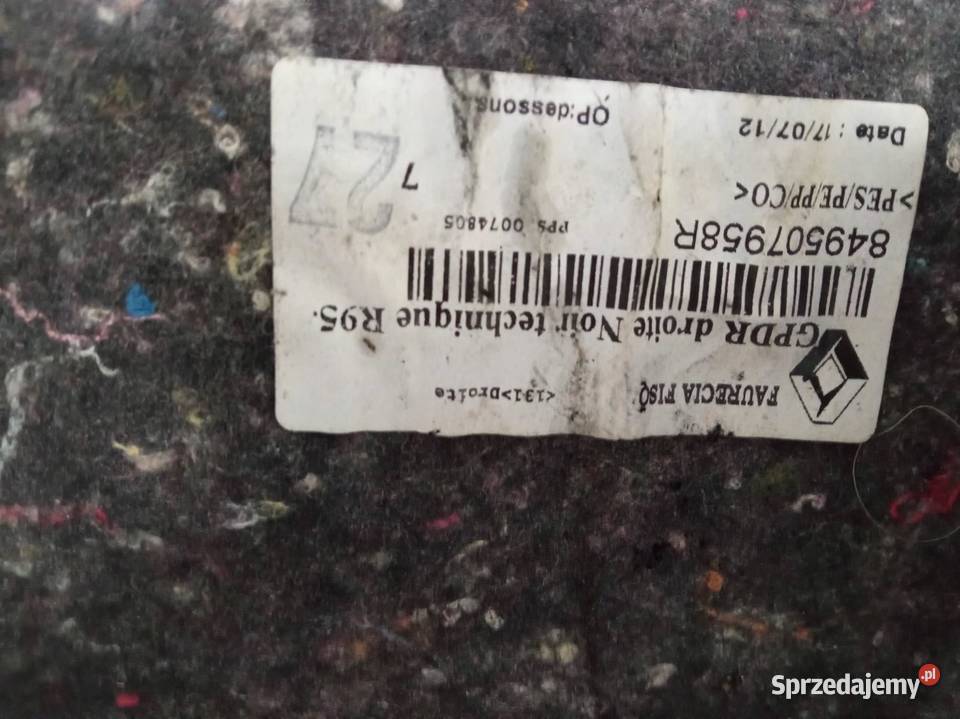 FAURECIA FISQ <131>Droite
GPDR droite Noir technique R95.
849507958R PPS 0074805
>PES/PE/PP/CO< 7
Date : 17/07/12 OP:dessons
27
Sprzedajemy.pl